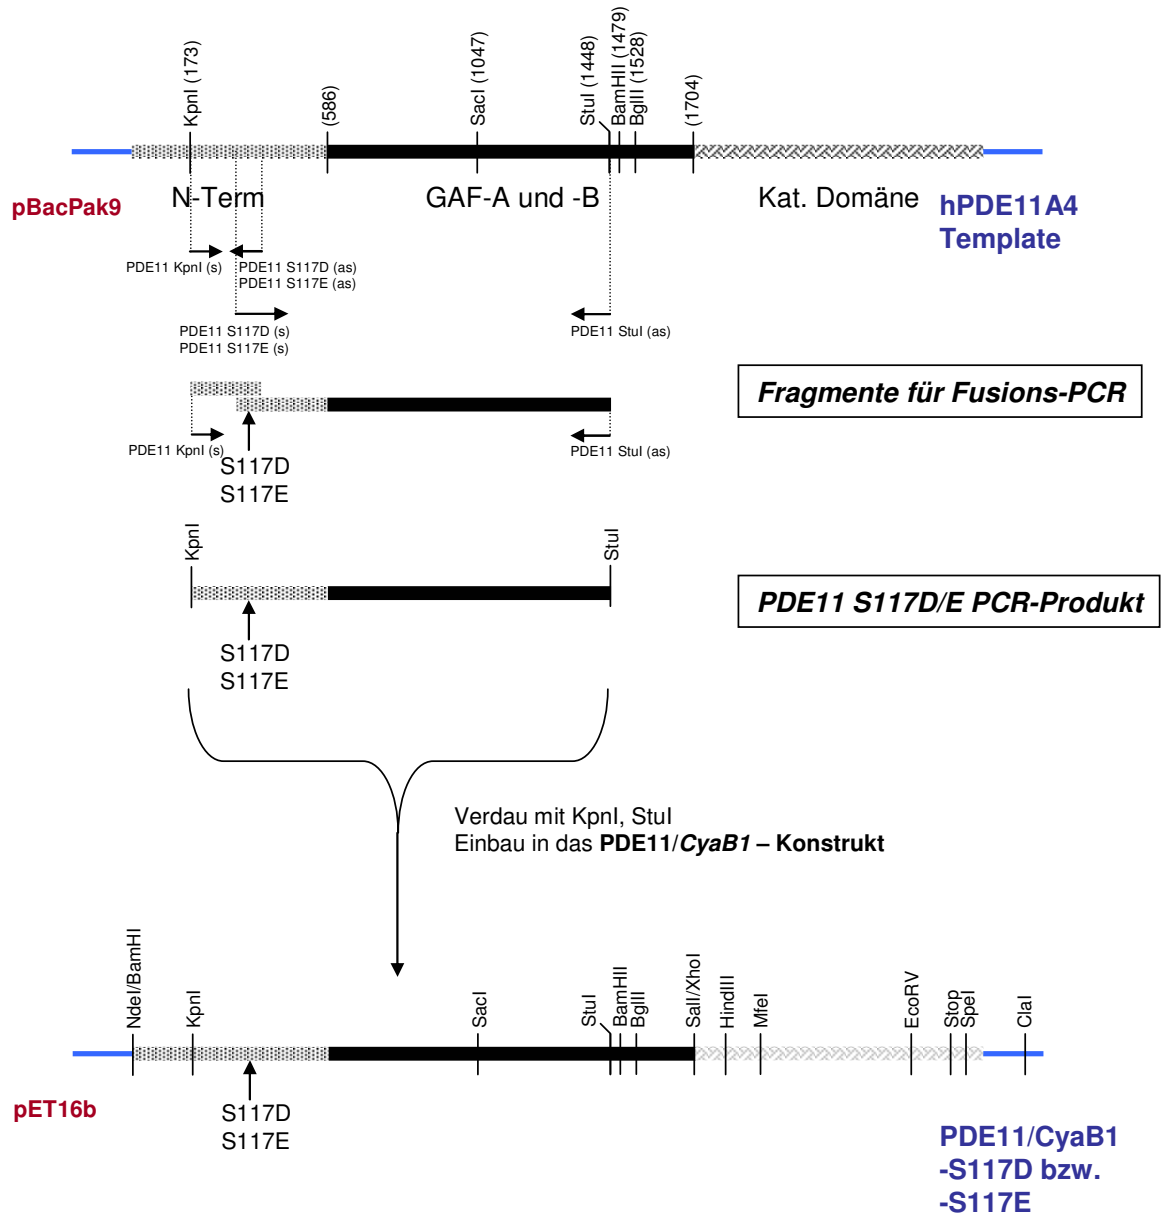 KpnI (173)
(586)
SacI (1047)
StuI (1448)
BamHII (1479)
BglII (1528)
(1704)
pBacPak9
N-Term
GAF-A und -B
Kat. Domäne
hPDE11A4
Template
PDE11 KpnI (s)
PDE11 S117D (as)
PDE11 S117E (as)
PDE11 S117D (s)
PDE11 S117E (s)
PDE11 StuI (as)
Fragmente für Fusions-PCR
PDE11 KpnI (s)
PDE11 StuI (as)
S117D
S117E
KpnI
StuI
PDE11 S117D/E PCR-Produkt
S117D
S117E
Verdau mit KpnI, StuI
Einbau in das PDE11/CyaB1 – Konstrukt
NdeI/BamHI
KpnI
SacI
StuI
BamHII
BglII
SalI/XhoI
HindIII
MfeI
EcoRV
Stop
SpeI
ClaI
pET16b
S117D
S117E
PDE11/CyaB1
-S117D bzw.
-S117E